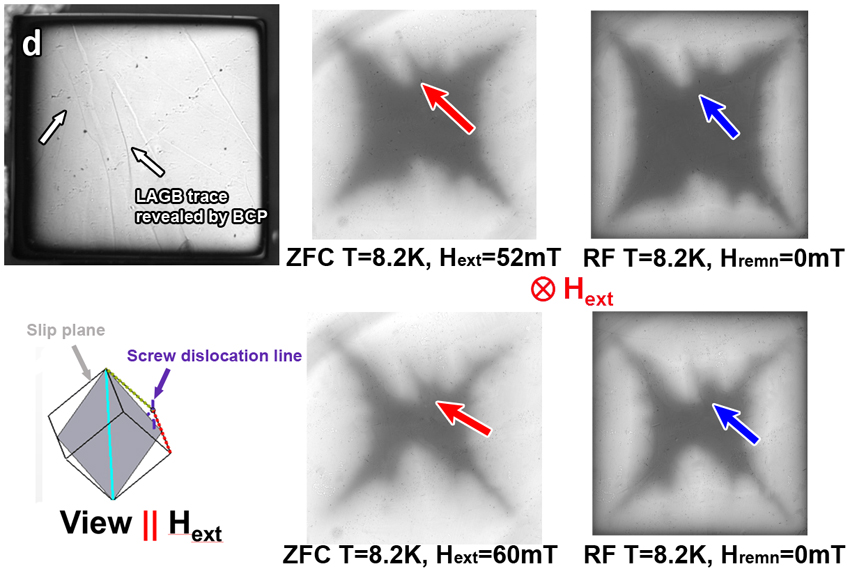 d
LAGB trace
revealed by BCP
ZFC T=8.2K, Hext=52mT
RF T=8.2K, Hremn=0mT
⊗ Hext
Slip plane
Screw dislocation line
View || Hext
ZFC T=8.2K, Hext=60mT
RF T=8.2K, Hremn=0mT